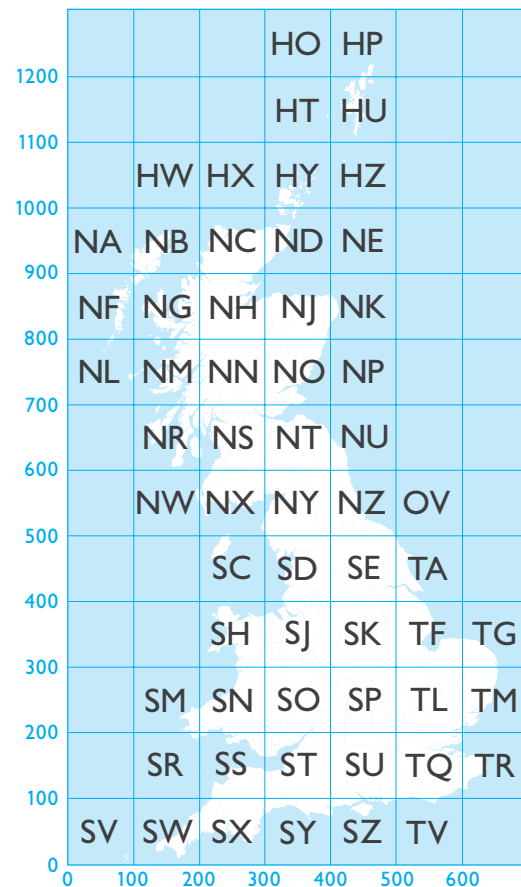 HO HP
1200
HT HU
1100
HW HX HY HZ
1000
NA NB NC ND NE
900
NF NG NH NJ NK
800
NL NM NN NO NP
700
NR NS NT NU
600
NW NX NY NZ OV
500
SC SD SE TA
400
SH SJ SK TF TG
300
SM SN SO SP TL TM
200
SR SS ST SU TQ TR
100
SV SW SX SY SZ TV
0
0 100 200 300 400 500 600